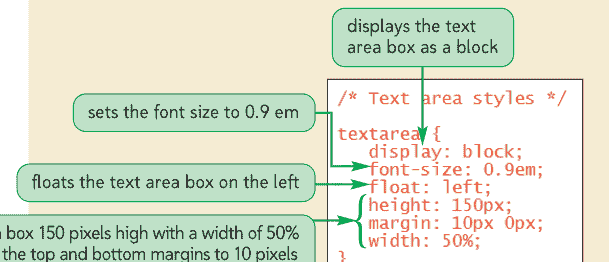 displays the text
area box as a block
sets the font size to 0.9 em
floats the text area box on the left
box 150 pixels high with a width of 50%
the top and bottom margins to 10 pixels
/* Text area styles */
textarea {
display: block;
font-size: 0.9em;
float: left;
height: 150px;
margin: 10px 0px;
width: 50%;
}